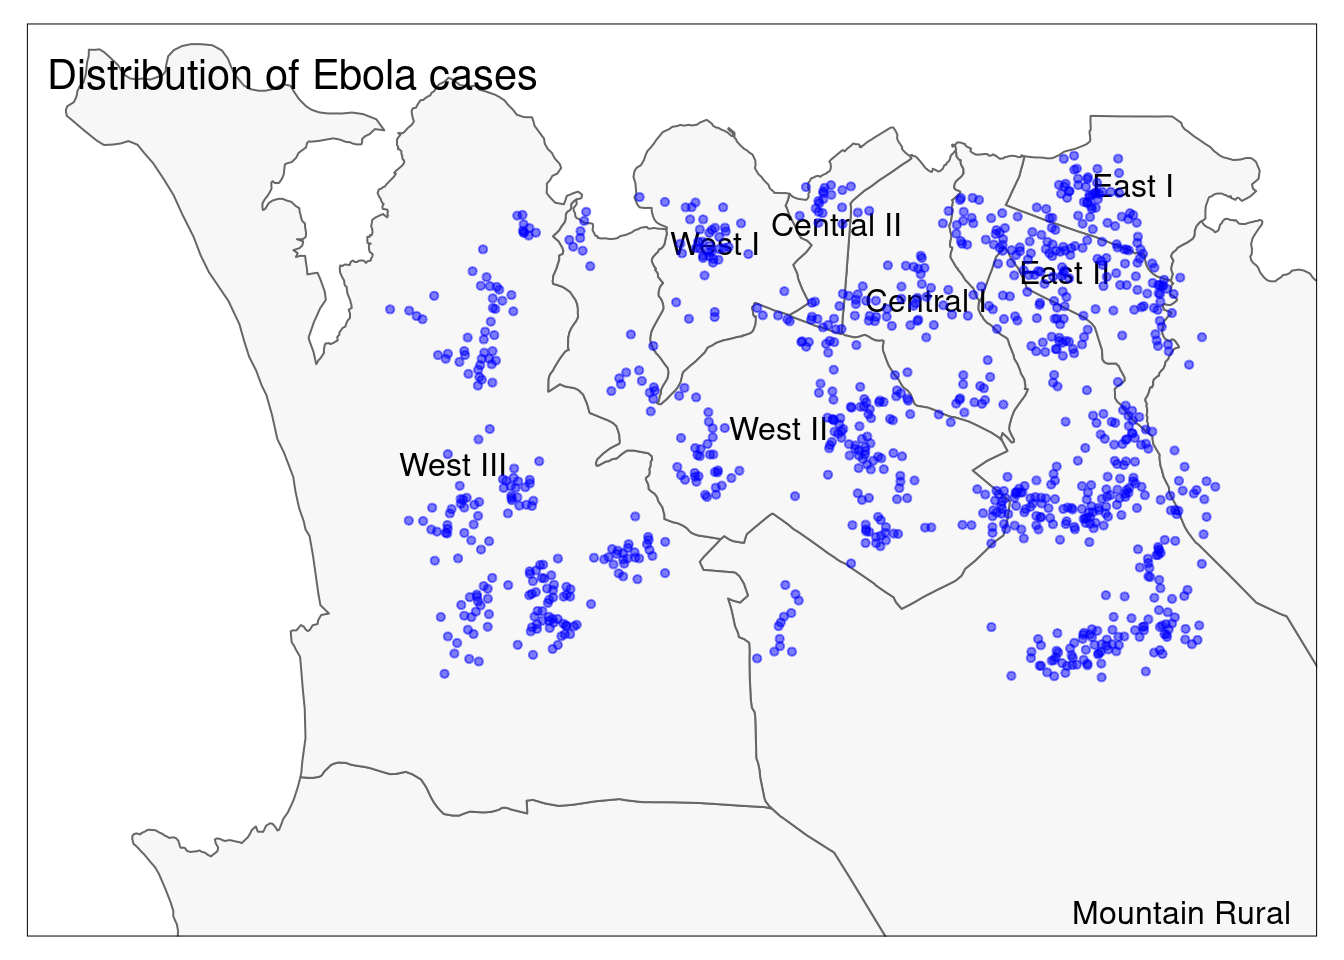 Distribution of Ebola cases
East I
Central II
West I
East II
Central I
West II
West III
Mountain Rural